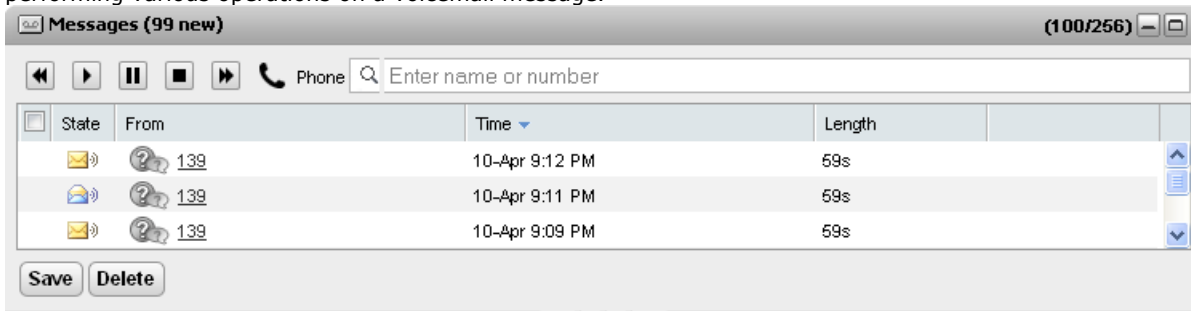 performing various operations on a voicemail message.
Messages (99 new) (100/256)
Phone Enter name or number
State From Time Length
139 10-Apr 9:12 PM 59s
139 10-Apr 9:11 PM 59s
139 10-Apr 9:09 PM 59s
Save Delete